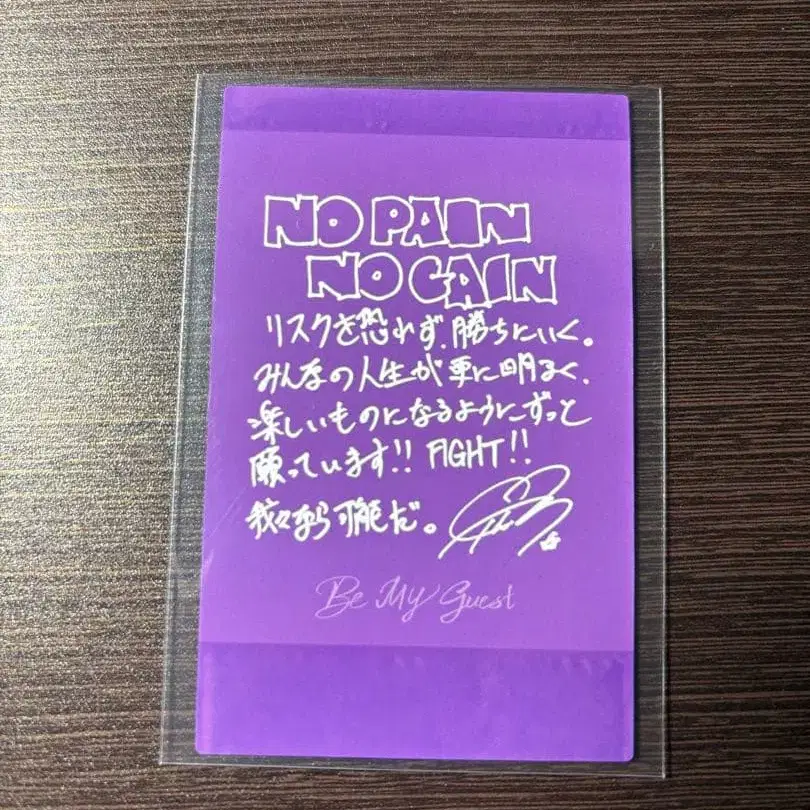 NO PAIN
NO GAIN
リスクを恐れず、勝ちにいく。
みんなの人生が更に明るく、
楽しいものになるようにずっと
願っています!! FIGHT!!
我々なら可能だ。
Be My Guest